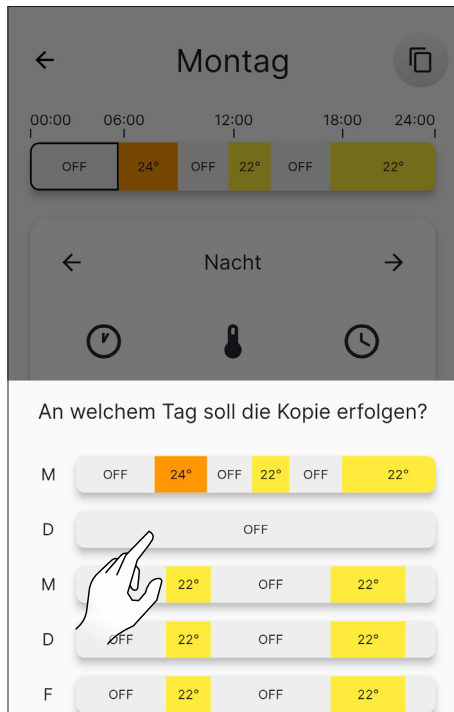 Montag
00:00 06:00 12:00 18:00 24:00
OFF 24° OFF 22° OFF 22°
Nacht
An welchem Tag soll die Kopie erfolgen?
M OFF 24° OFF 22° OFF 22°
D OFF
M 22° OFF 22°
D OFF 22° OFF 22°
F OFF 22° OFF 22°